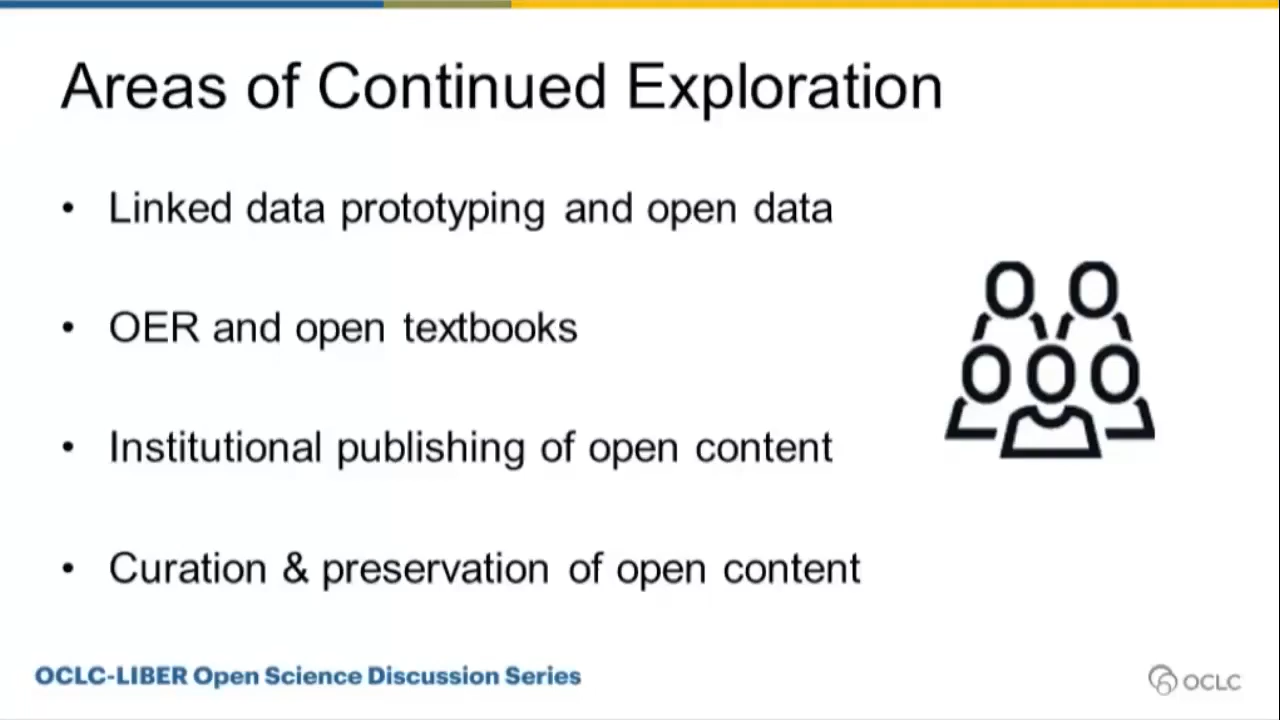 Areas of Continued Exploration
• Linked data prototyping and open data
• OER and open textbooks
• Institutional publishing of open content
• Curation & preservation of open content
OCLC-LIBER Open Science Discussion Series
OCLC